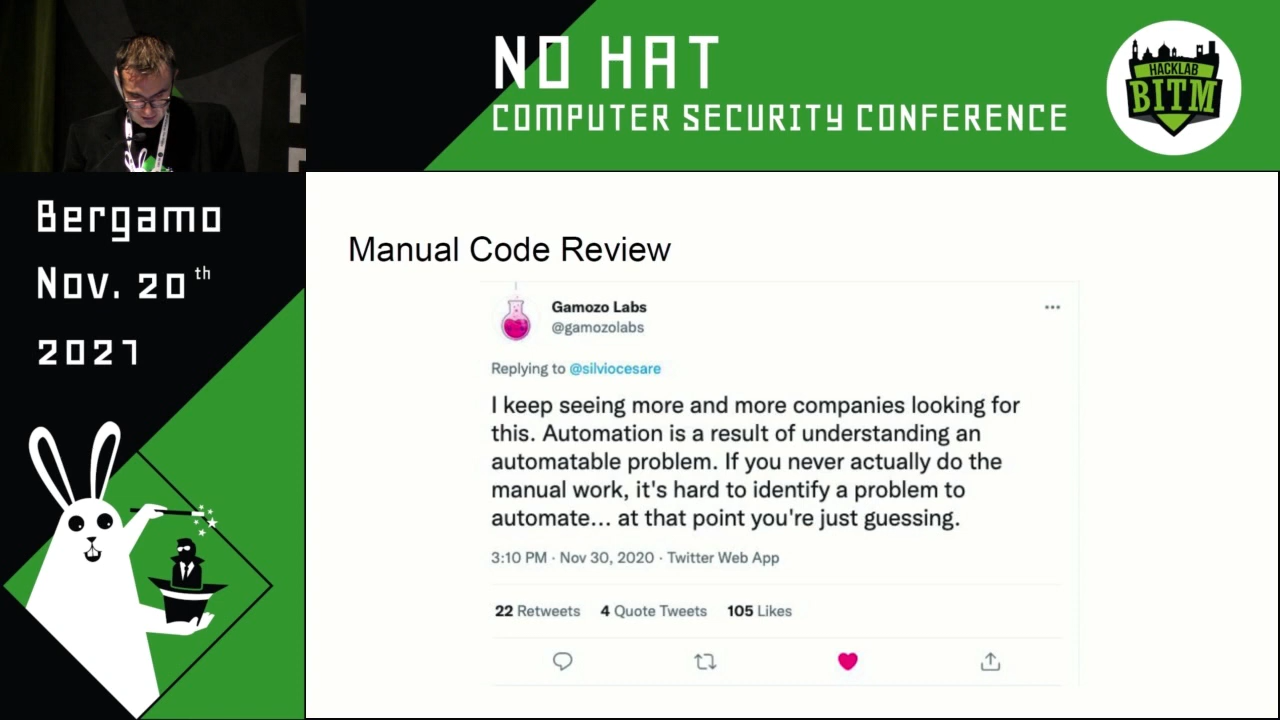 NO HAT
COMPUTER SECURITY CONFERENCE
HACKLAB
BITM
Bergamo
Nov. 20th
2021
Manual Code Review
Gamozo Labs
@gamozolabs
Replying to @silviocesare
I keep seeing more and more companies looking for
this. Automation is a result of understanding an
automatable problem. If you never actually do the
manual work, it's hard to identify a problem to
automate... at that point you're just guessing.
3:10 PM · Nov 30, 2020 · Twitter Web App
22 Retweets 4 Quote Tweets 105 Likes